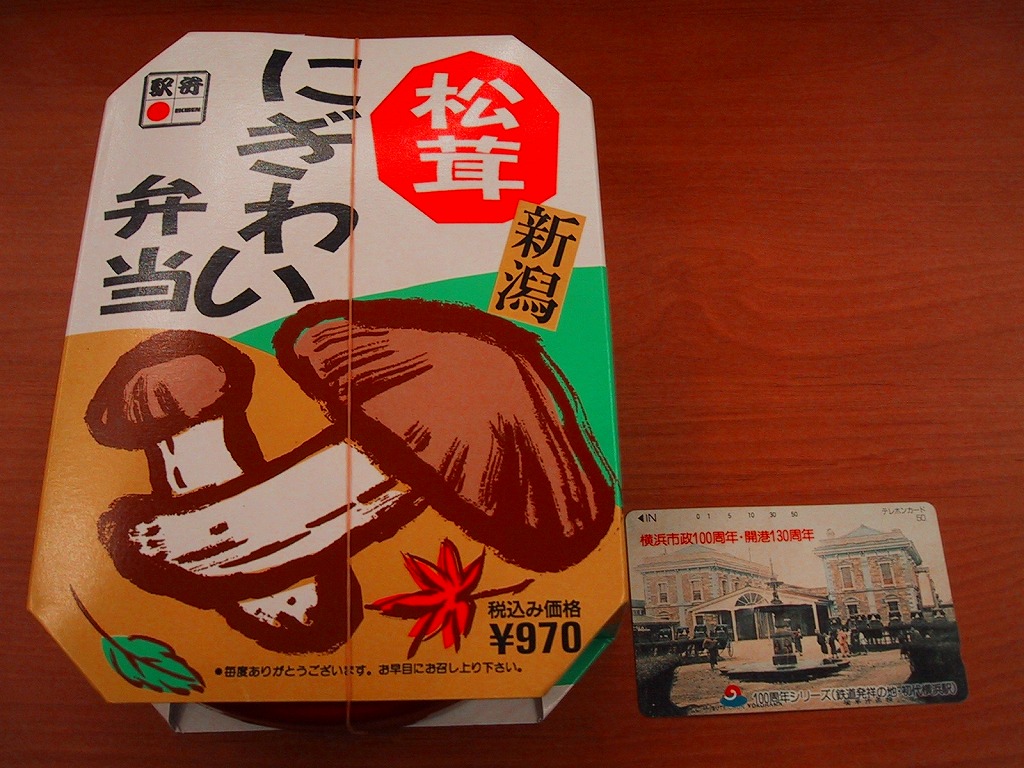 駅弁
EKIBEN
松茸
にぎわい
弁当
新潟
税込み価格
¥970
●毎度ありがとうございます。お早目にお召し上り下さい。
◀IN
0 1 5 10 30 50
テレホンカード
50
横浜市政100周年・開港130周年
100周年シリーズ(鉄道発祥の地・初代横浜駅)
YOKOHAMA